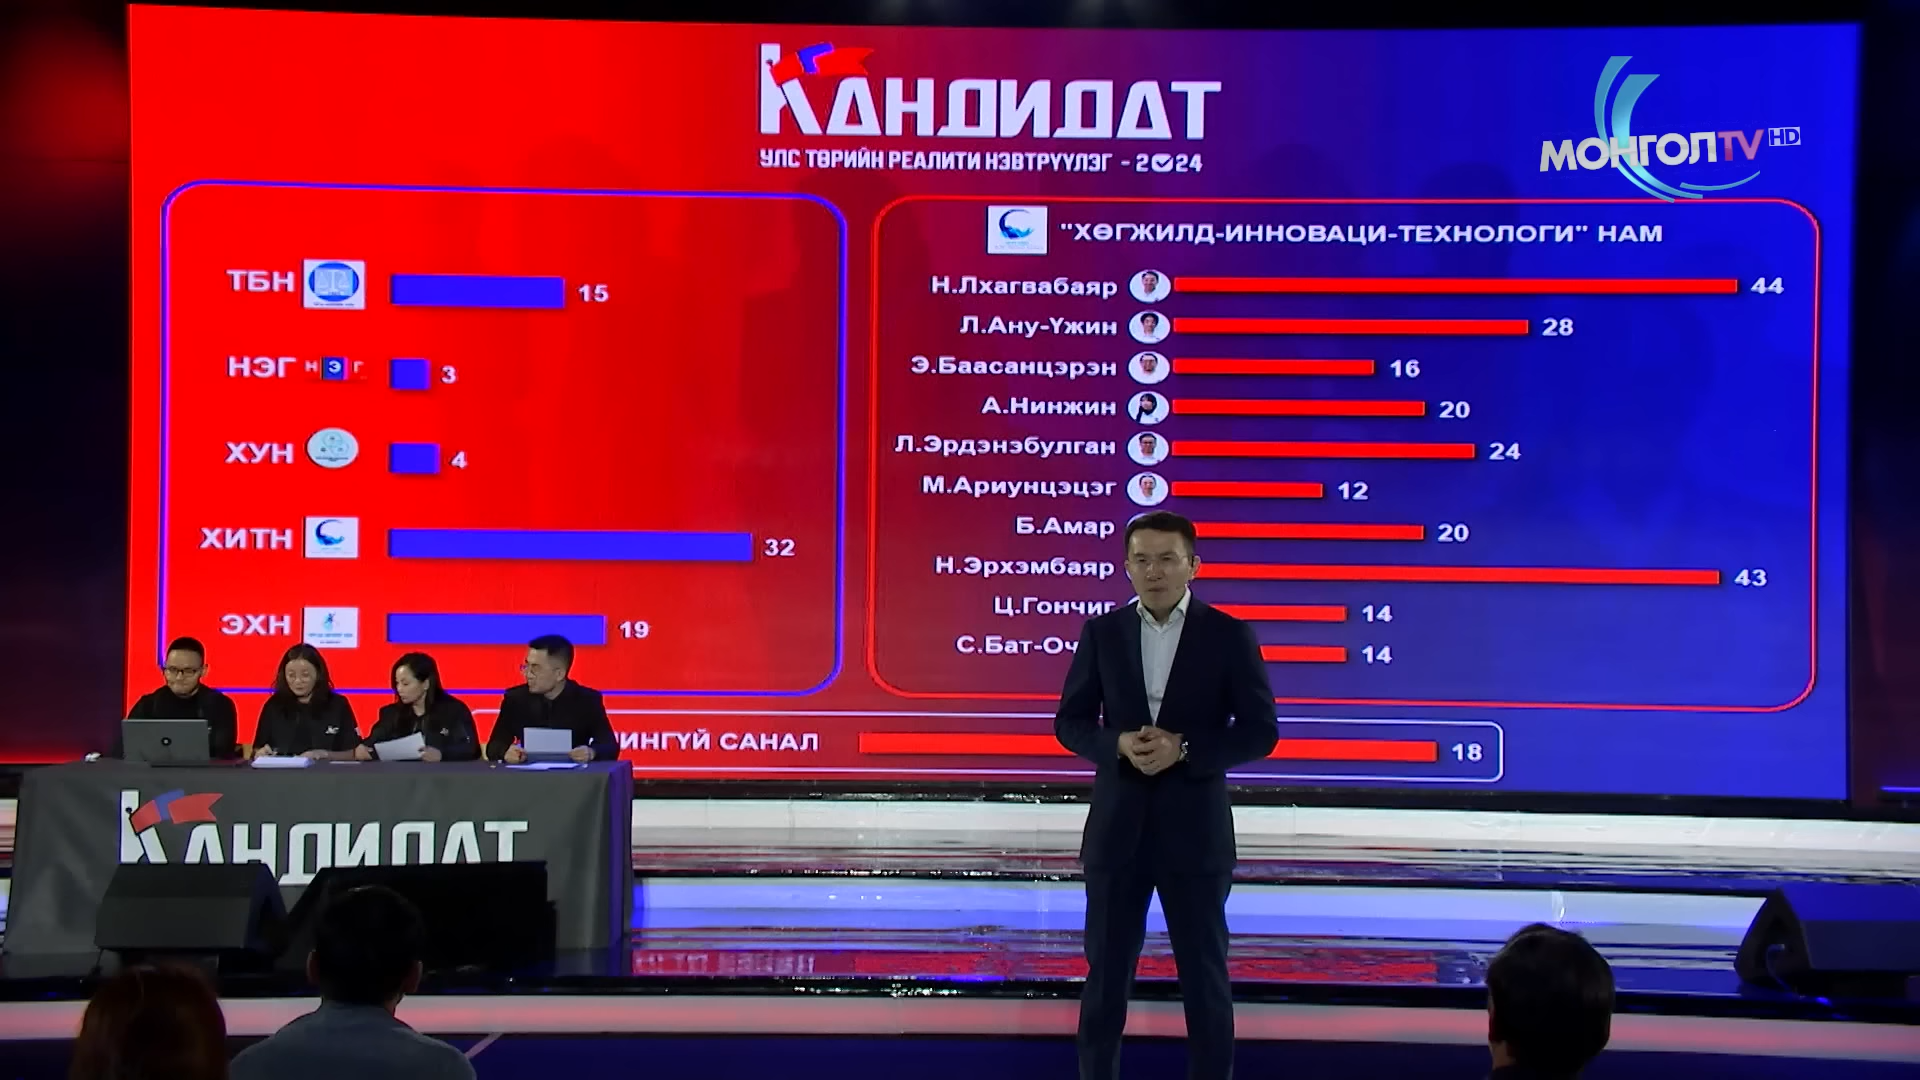 КАНДИДАТ
УЛС ТӨРИЙН РЕАЛИТИ НЭВТРҮҮЛЭГ - 2024
МОНГОЛ TV HD
ТБН 15
НЭГ НЭГ 3
ХУН 4
ХИТН 32
ЭХН 19
"ХӨГЖИЛД-ИННОВАЦИ-ТЕХНОЛОГИ" НАМ
Н.Лхагвабаяр 44
Л.Ану-Үжин 28
Э.Баасанцэрэн 16
А.Нинжин 20
Л.Эрдэнэбулган 24
М.Ариунцэцэг 12
Б.Амар 20
Н.Эрхэмбаяр 43
Ц.Гончиг 14
С.Бат-Оч 14
ИНГҮЙ САНАЛ 18
КАНДИДАТ